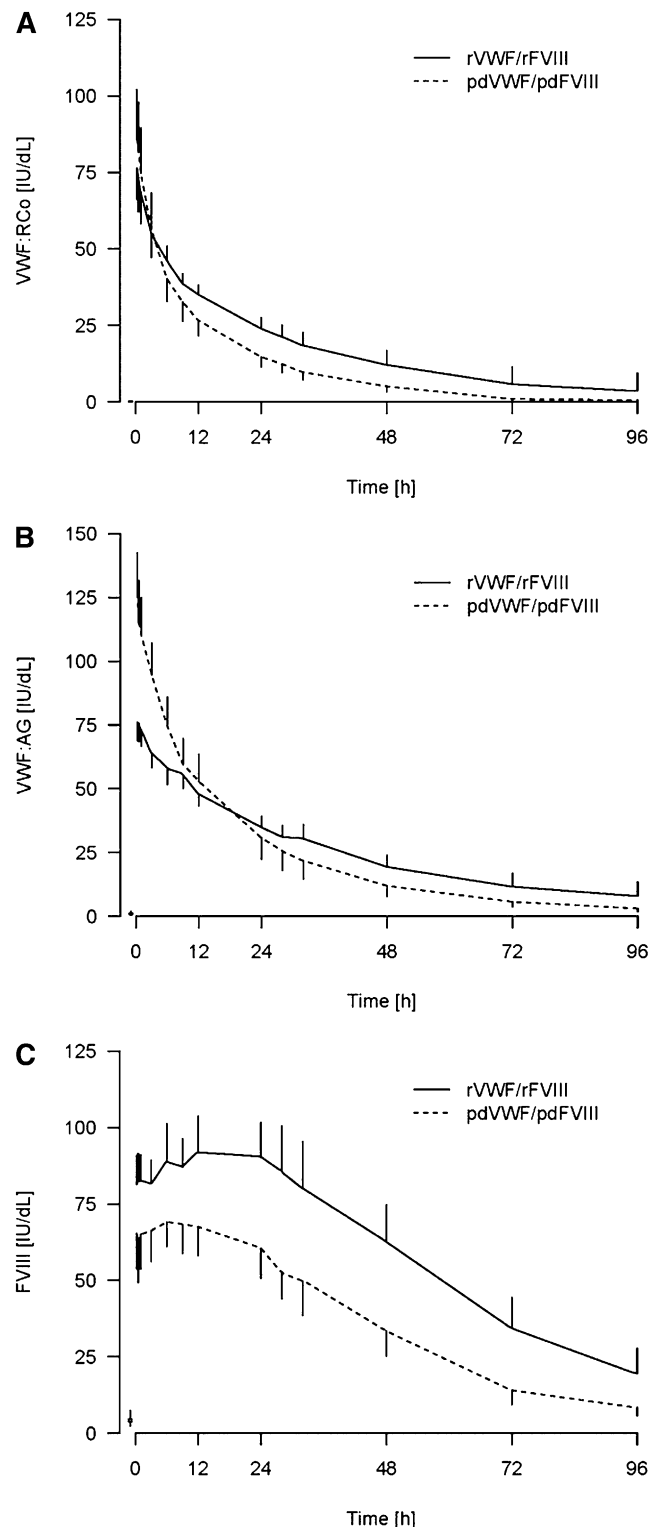 A
125
100
75
50
25
0
VWF:RCo [IU/dL]
rVWF/rFVIII
pdVWF/pdFVIII
0 12 24 48 72 96
Time [h]
B
150
125
100
75
50
25
0
VWF:AG [IU/dL]
rVWF/rFVIII
pdVWF/pdFVIII
0 12 24 48 72 96
Time [h]
C
125
100
75
50
25
0
FVIII [IU/dL]
rVWF/rFVIII
pdVWF/pdFVIII
0 12 24 48 72 96
Time [h]